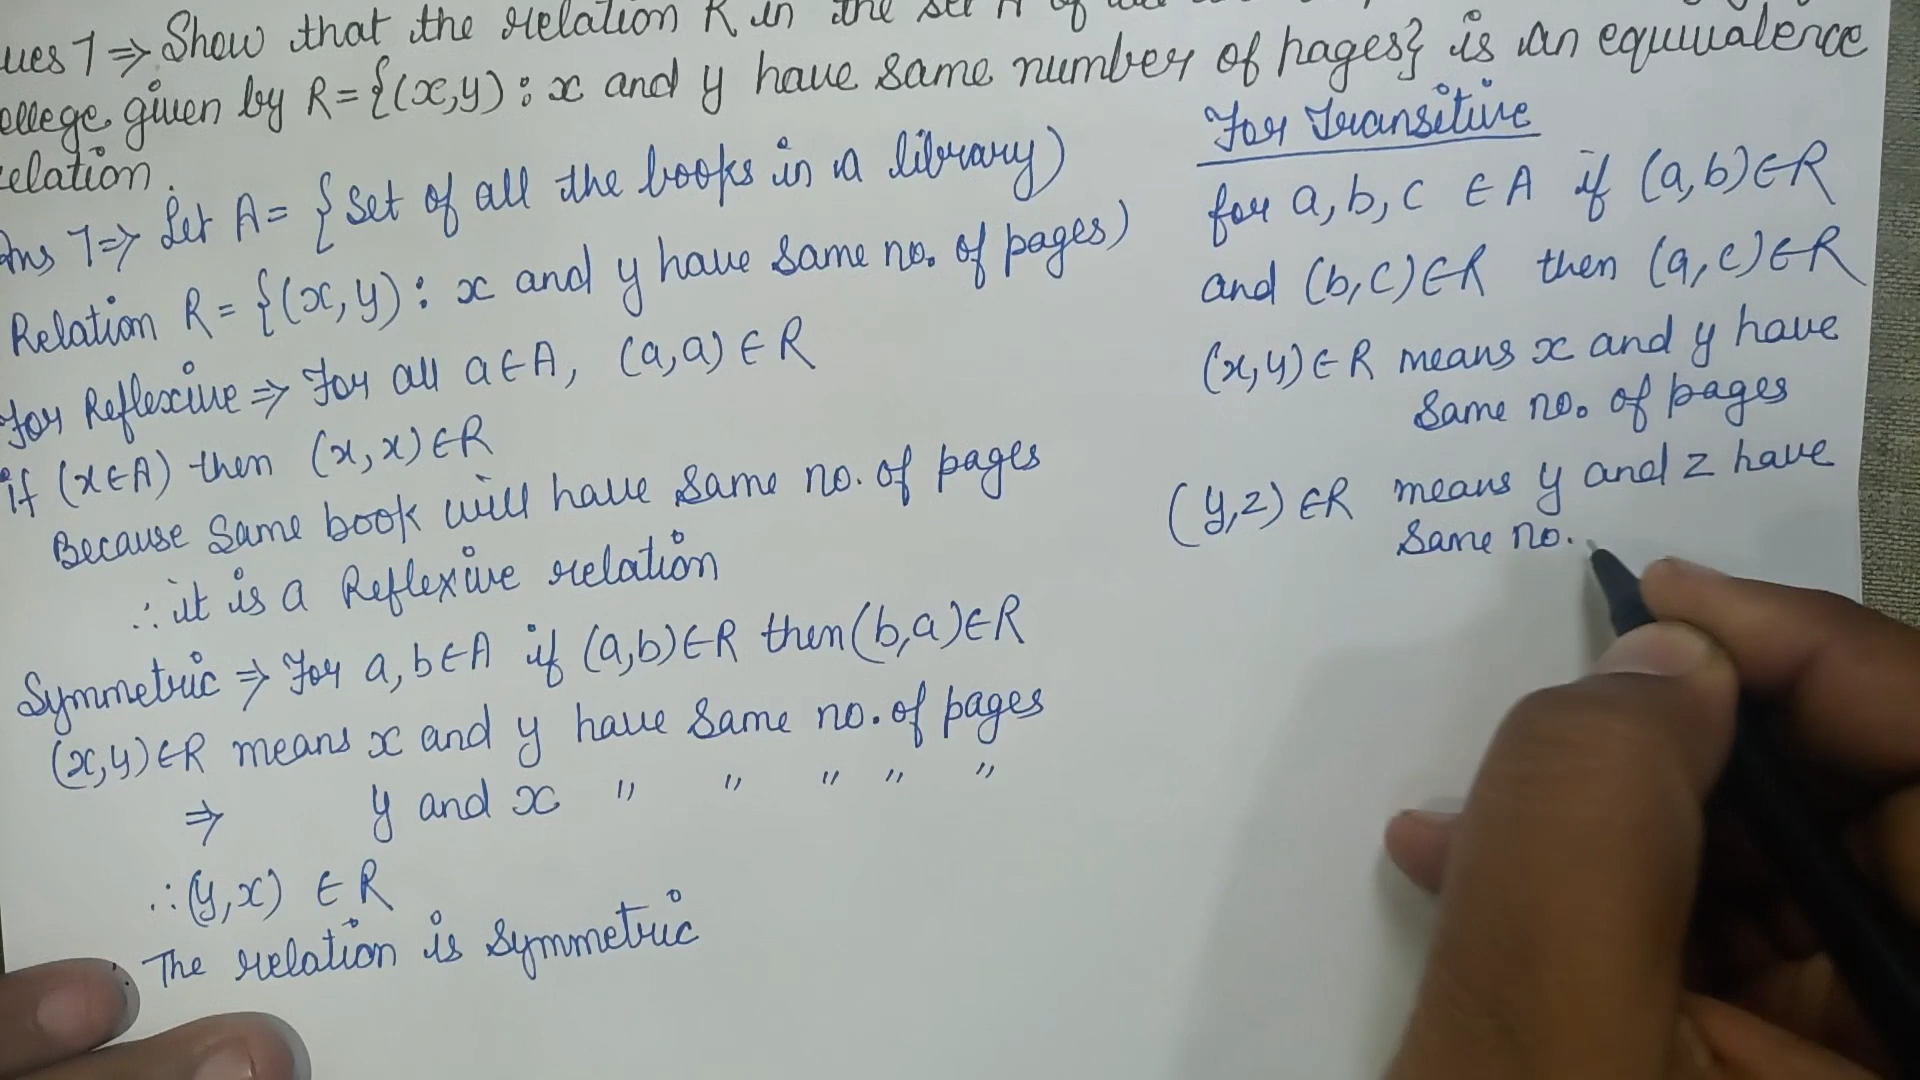 ues 7 ⇒ Show that the relation R in the set A of
ollege given by R = {(x,y) : x and y have same number of pages} is an equivalence
elation.
Ans 7 ⇒ Let A = {Set of all the books in a library)
Relation R = {(x,y) : x and y have same no. of pages)
for Reflexive ⇒ For all a∈A, (a,a) ∈ R
if (x∈A) then (x,x)∈R
Because same book will have same no. of pages
∴ it is a Reflexive relation
Symmetric ⇒ For a,b∈A if (a,b)∈R then (b,a)∈R
(x,y)∈R means x and y have same no. of pages
⇒ y and x " " " " "
∴ (y,x) ∈ R
The relation is symmetric
For Transitive
for a,b,c ∈ A if (a,b)∈R
and (b,c)∈R then (a,c)∈R
(x,y)∈R means x and y have
same no. of pages
(y,z)∈R means y and z have
same no.